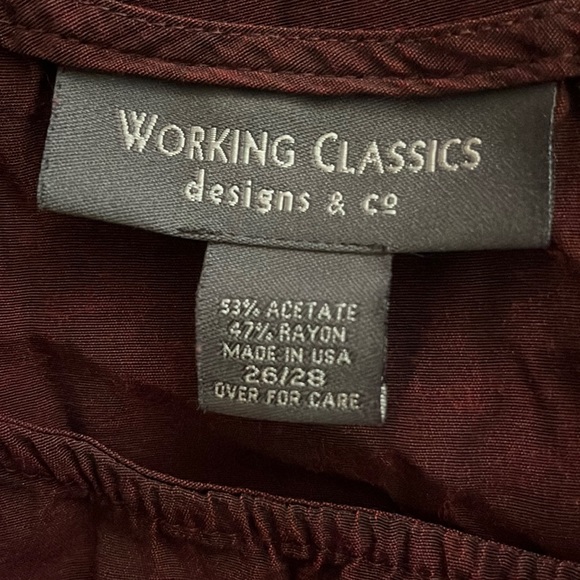 WORKING CLASSICS
designs & co
53% ACETATE
47% RAYON
MADE IN USA
26/28
OVER FOR CARE